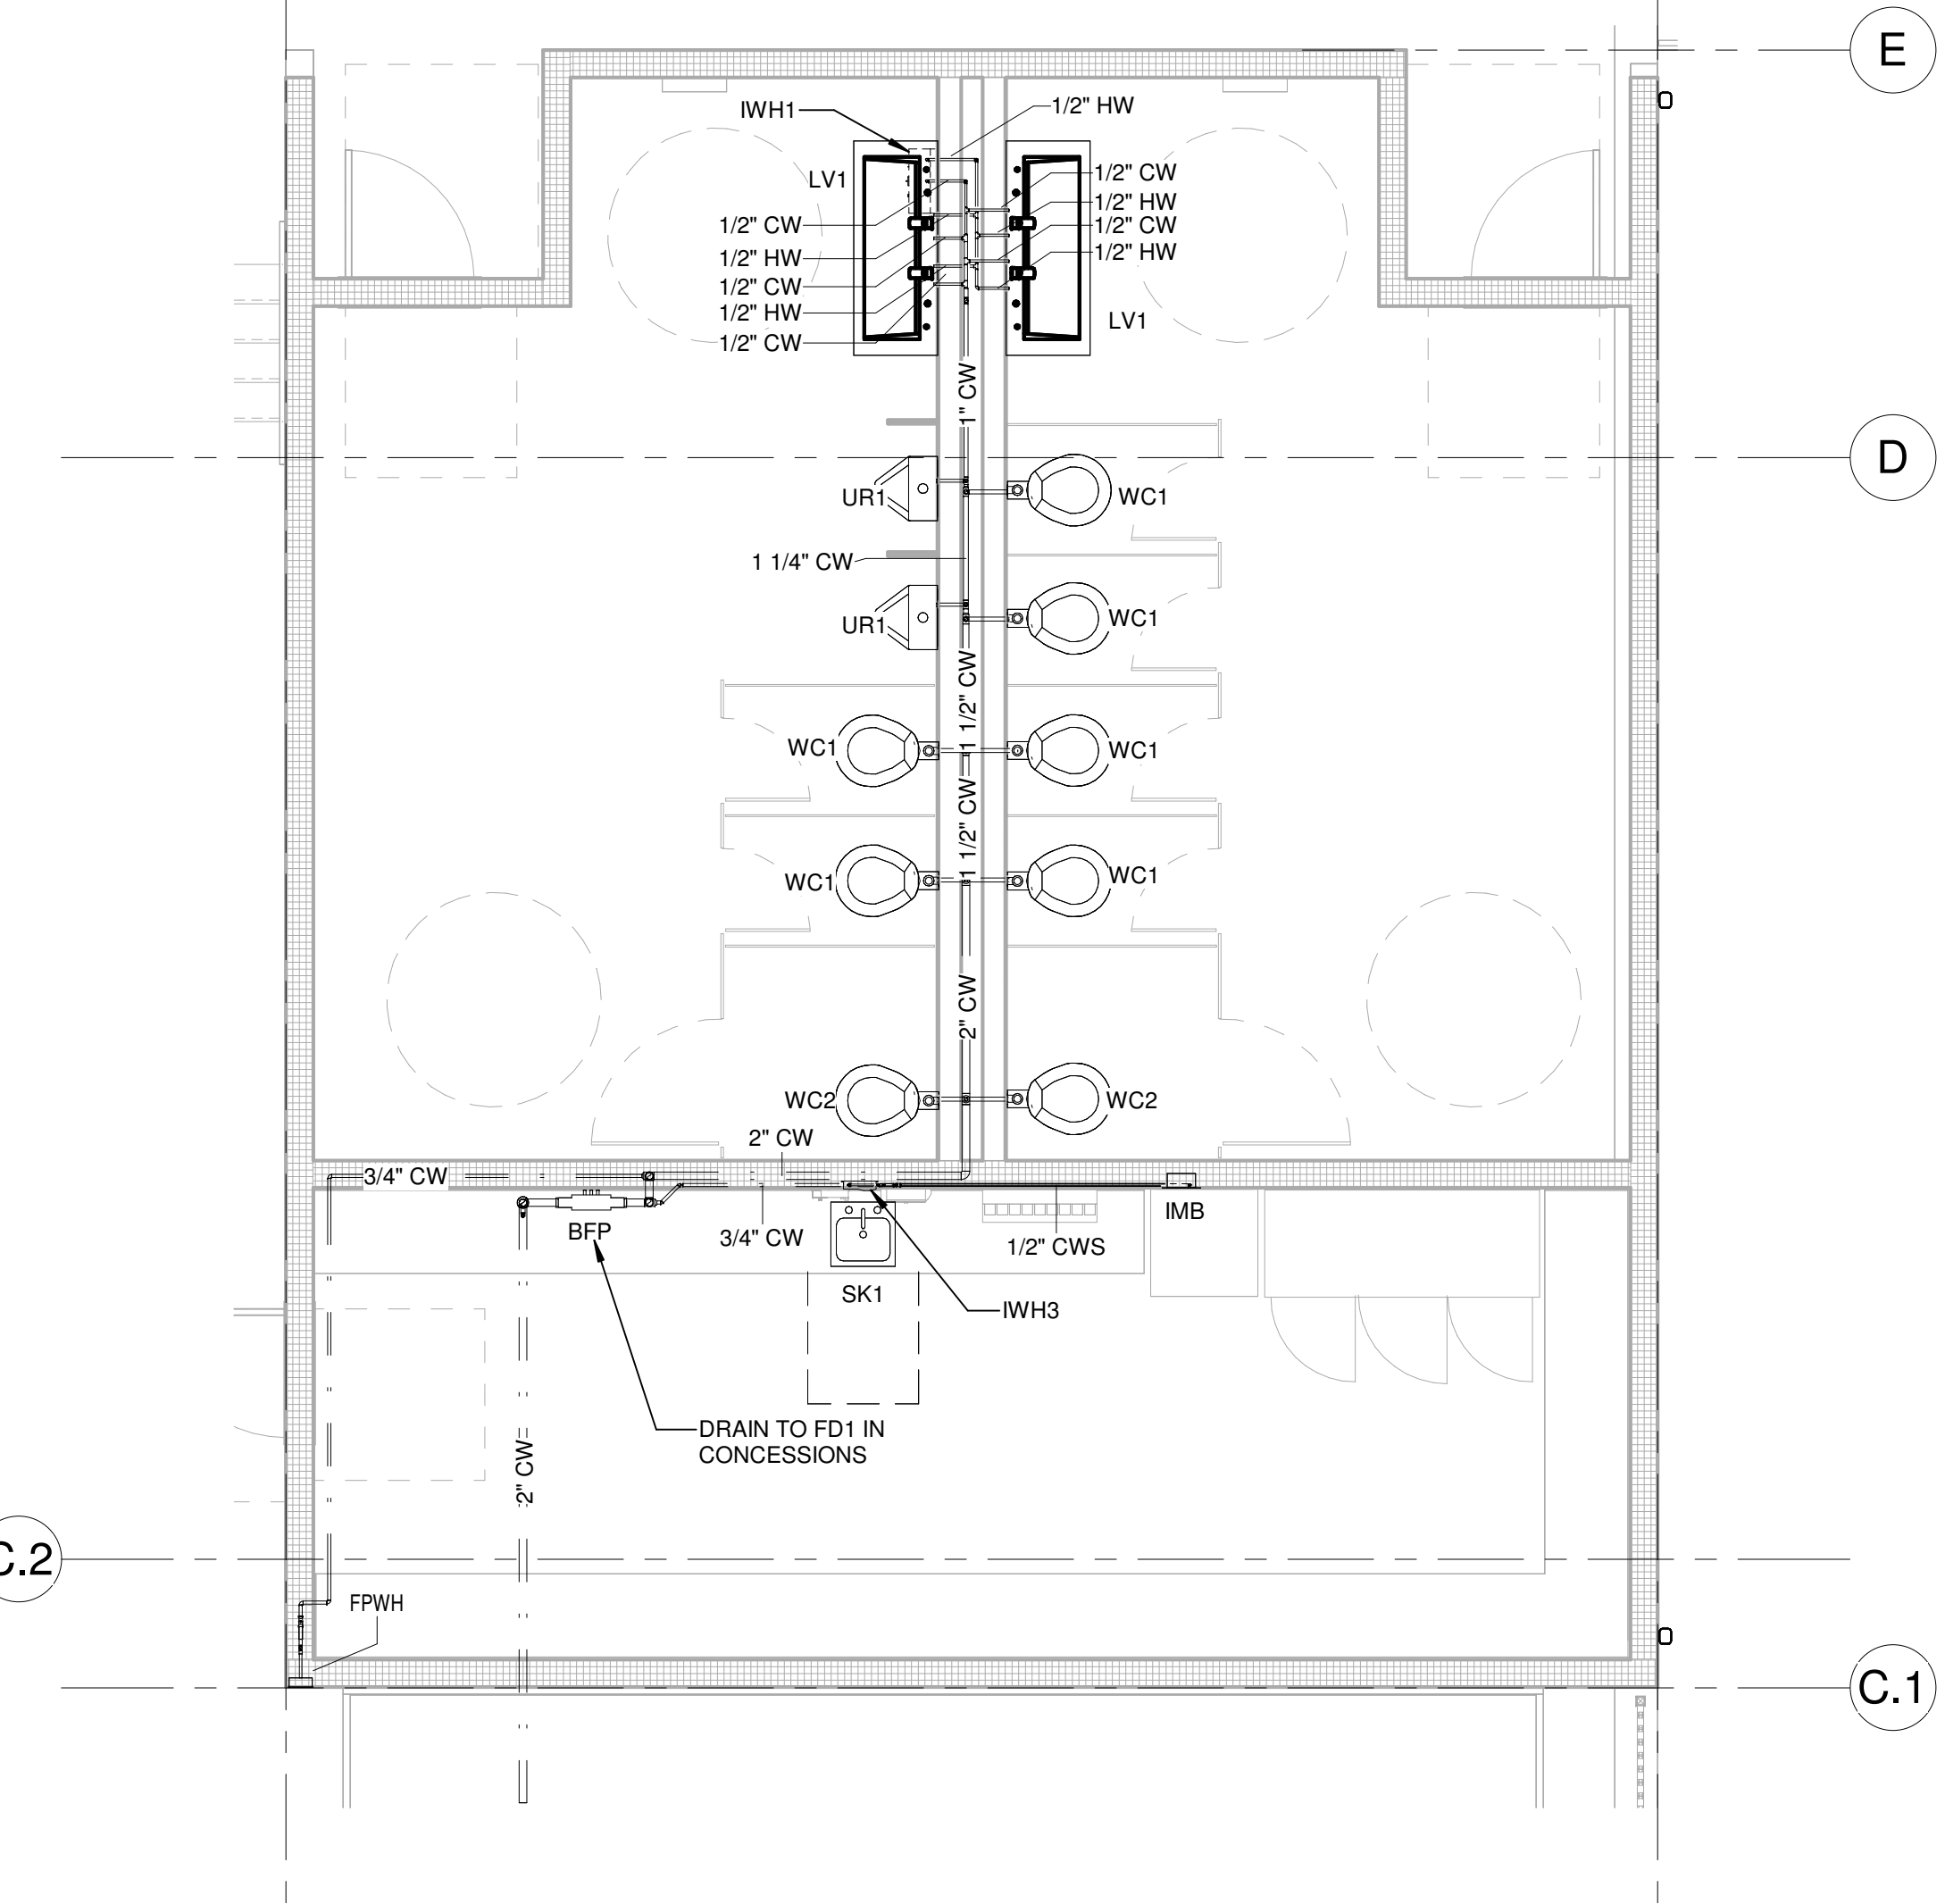 E
IWH1
1/2" HW
LV1
1/2" CW
1/2" HW
1/2" CW
1/2" HW
1/2" CW
1/2" HW
1/2" CW
1/2" HW
1/2" CW
LV1
1" CW
D
UR1
WC1
1 1/4" CW
UR1
WC1
1 1/2" CW
WC1
WC1
1 1/2" CW
WC1
WC1
2" CW
WC2
WC2
2" CW
3/4" CW
BFP
3/4" CW
IMB
1/2" CWS
SK1
IWH3
DRAIN TO FD1 IN
CONCESSIONS
2" CW
C.2
FPWH
C.1